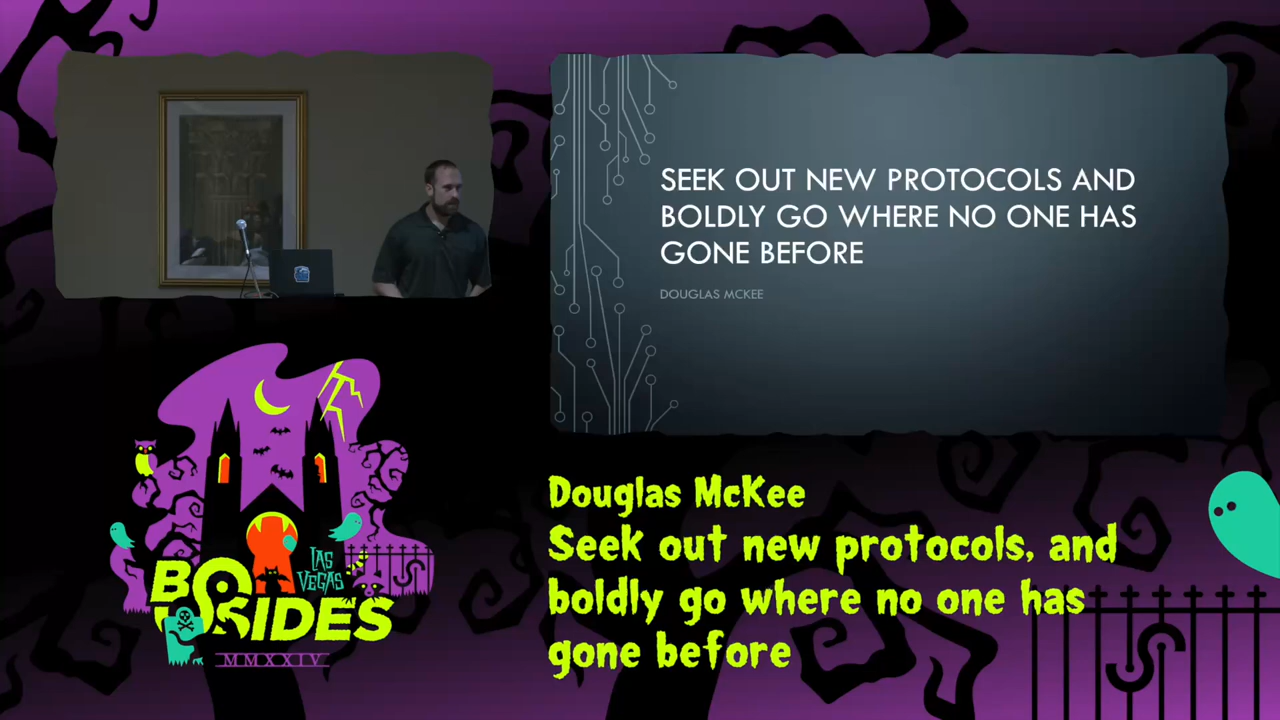 SEEK OUT NEW PROTOCOLS AND
BOLDLY GO WHERE NO ONE HAS
GONE BEFORE
DOUGLAS MCKEE
LAS
VEGAS
BSIDES
MMXXIV
Douglas McKee
Seek out new protocols, and
boldly go where no one has
gone before